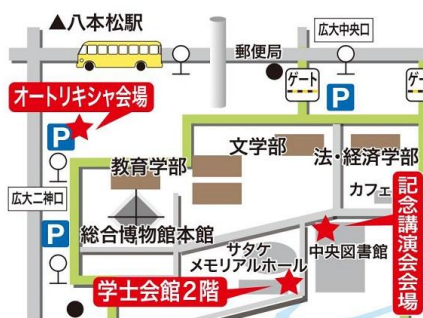 ▲八本松駅
広大中央口
郵便局
ゲート
ゲー
P
オートリキシャ会場
P
文学部
法・経済学部
教育学部
カフェ
広大二神口
P
記念講演会会場
総合博物館本館
サタケ
メモリアルホール
中央図書館
学士会館2階